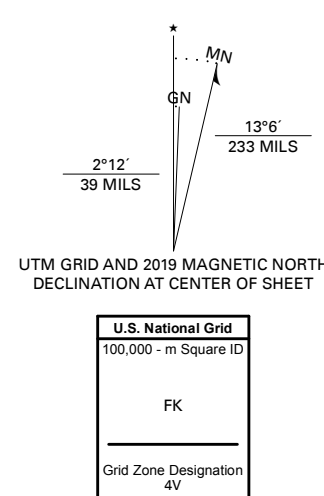 ★
MN
GN
13°6´
233 MILS
2°12´
39 MILS
UTM GRID AND 2019 MAGNETIC NORTH
DECLINATION AT CENTER OF SHEET
U.S. National Grid
100,000 - m Square ID
FK
Grid Zone Designation
4V